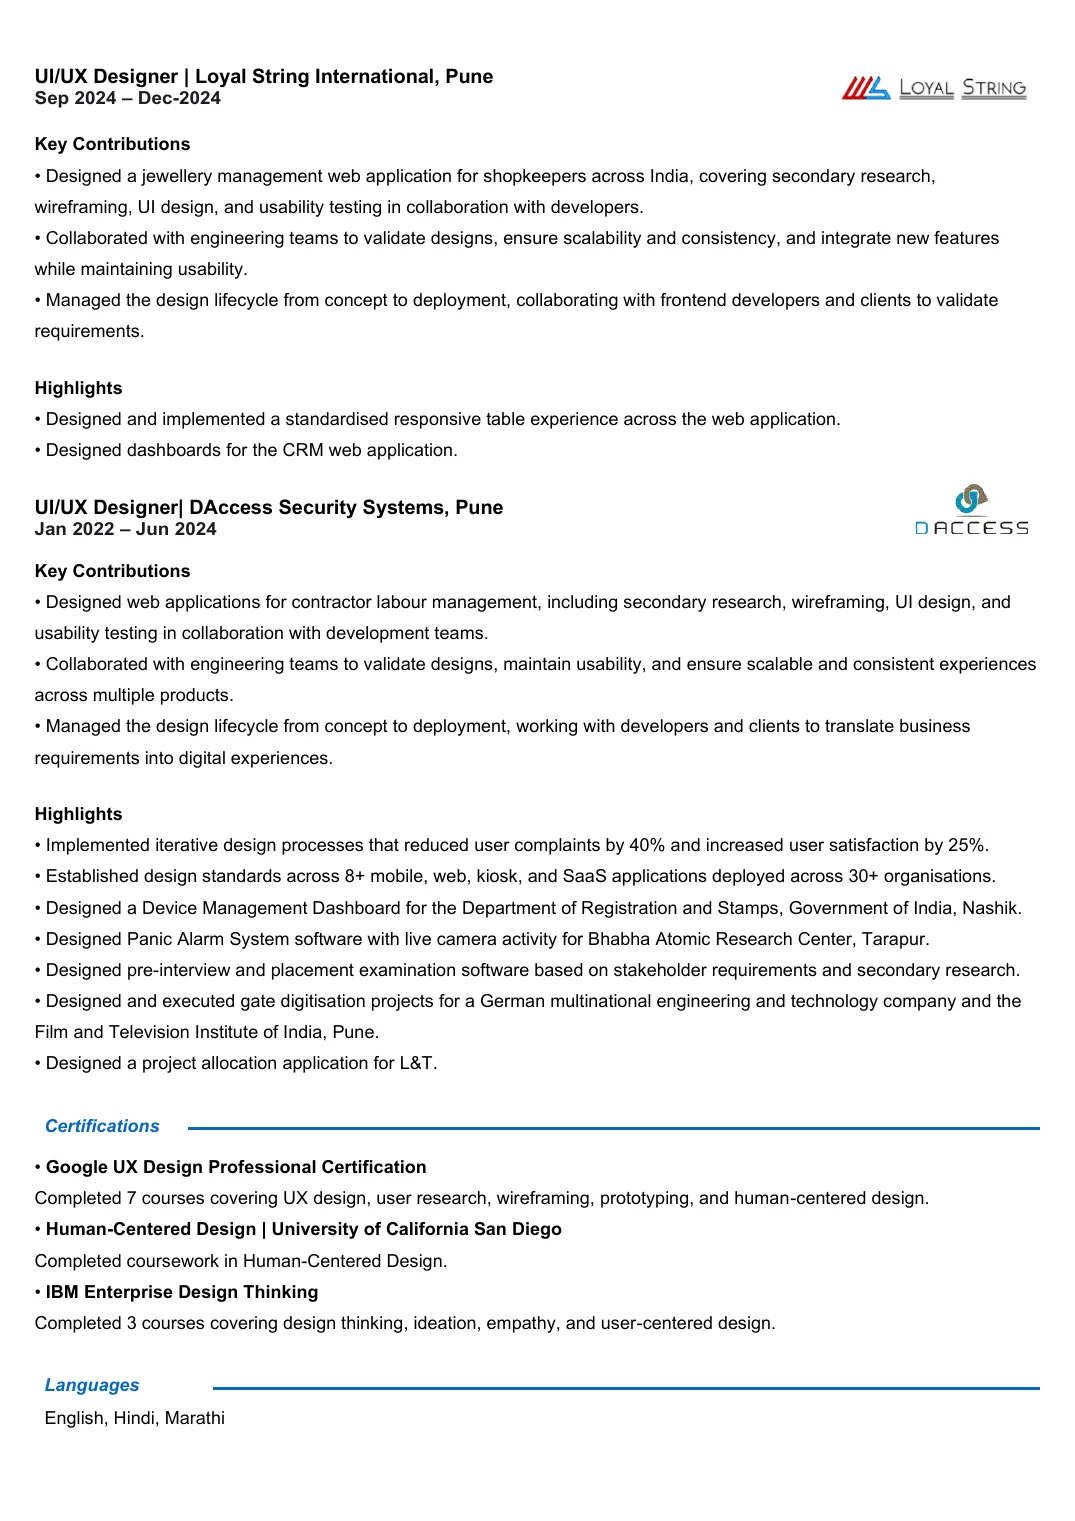 UI/UX Designer | Loyal String International, Pune
Sep 2024 – Dec-2024
LOYAL STRING
Key Contributions
• Designed a jewellery management web application for shopkeepers across India, covering secondary research,
wireframing, UI design, and usability testing in collaboration with developers.
• Collaborated with engineering teams to validate designs, ensure scalability and consistency, and integrate new features
while maintaining usability.
• Managed the design lifecycle from concept to deployment, collaborating with frontend developers and clients to validate
requirements.
Highlights
• Designed and implemented a standardised responsive table experience across the web application.
• Designed dashboards for the CRM web application.
UI/UX Designer| DAccess Security Systems, Pune
Jan 2022 – Jun 2024
DACCESS
Key Contributions
• Designed web applications for contractor labour management, including secondary research, wireframing, UI design, and
usability testing in collaboration with development teams.
• Collaborated with engineering teams to validate designs, maintain usability, and ensure scalable and consistent experiences
across multiple products.
• Managed the design lifecycle from concept to deployment, working with developers and clients to translate business
requirements into digital experiences.
Highlights
• Implemented iterative design processes that reduced user complaints by 40% and increased user satisfaction by 25%.
• Established design standards across 8+ mobile, web, kiosk, and SaaS applications deployed across 30+ organisations.
• Designed a Device Management Dashboard for the Department of Registration and Stamps, Government of India, Nashik.
• Designed Panic Alarm System software with live camera activity for Bhabha Atomic Research Center, Tarapur.
• Designed pre-interview and placement examination software based on stakeholder requirements and secondary research.
• Designed and executed gate digitisation projects for a German multinational engineering and technology company and the
Film and Television Institute of India, Pune.
• Designed a project allocation application for L&T.
Certifications
• Google UX Design Professional Certification
Completed 7 courses covering UX design, user research, wireframing, prototyping, and human-centered design.
• Human-Centered Design | University of California San Diego
Completed coursework in Human-Centered Design.
• IBM Enterprise Design Thinking
Completed 3 courses covering design thinking, ideation, empathy, and user-centered design.
Languages
English, Hindi, Marathi